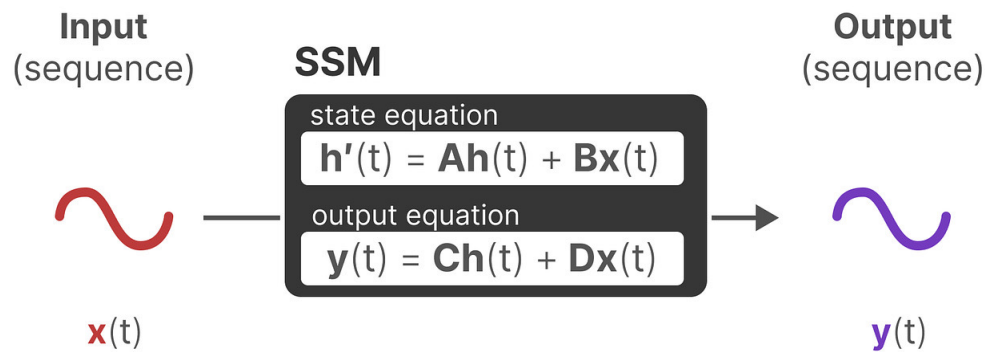 Input
(sequence)
SSM
state equation
h′(t) = Ah(t) + Bx(t)
output equation
y(t) = Ch(t) + Dx(t)
x(t)
Output
(sequence)
y(t)